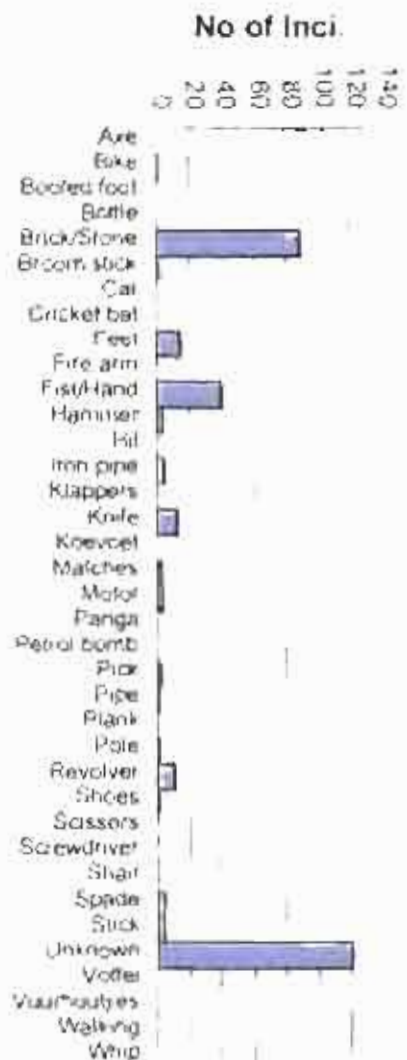 No of Inci.
0 20 40 60 80 100 120 140
Axe
Bike
Booted foot
Bottle
Brick/Stone
Broom stick
Car
Cricket bat
Feet
Fire arm
Fist/Hand
Hammer
Hit
Iron pipe
Klappers
Knife
Koevoet
Matches
Motor
Panga
Petrol bomb
Pick
Pipe
Plank
Pole
Revolver
Shoes
Scissors
Screwdriver
Spade
Stick
Unknown
Vuurhoutjies
Walking
Whip